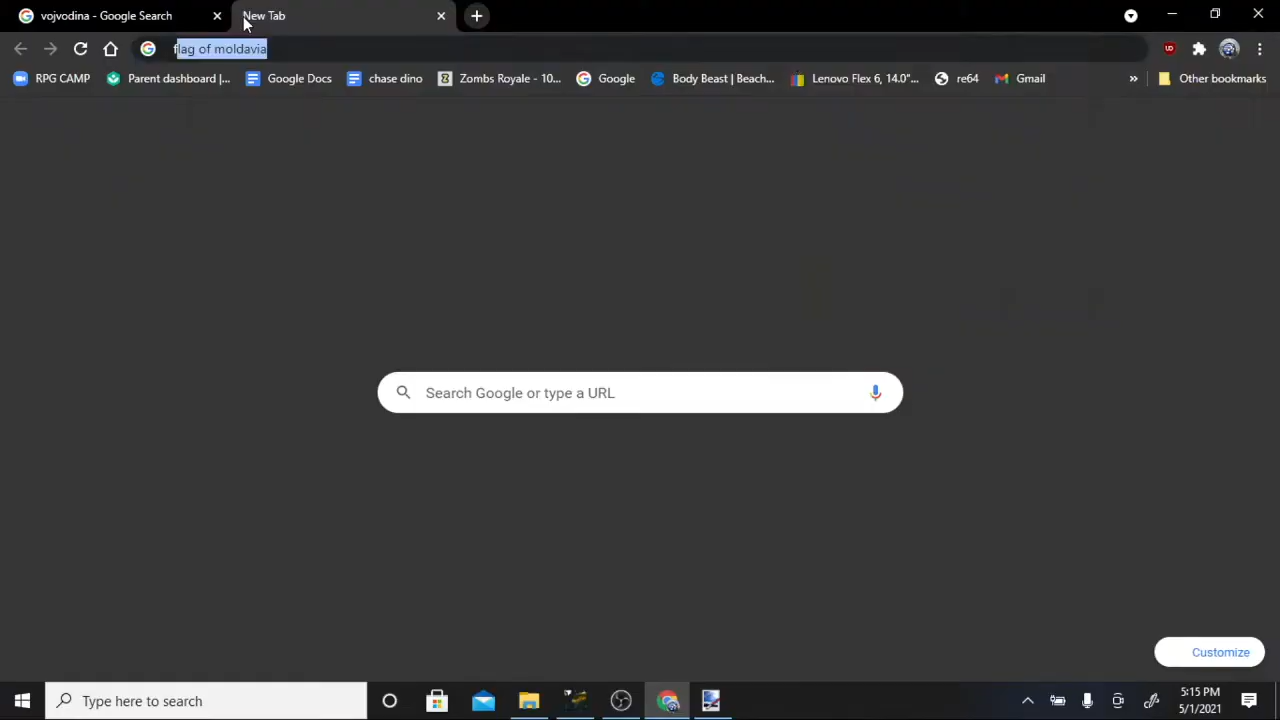 vojvodina - Google Search
New Tab
flag of moldavia
RPG CAMP
Parent dashboard |...
Google Docs
chase dino
Zombs Royale - 10...
Google
Body Beast | Beach...
Lenovo Flex 6, 14.0"...
re64
Gmail
»
Other bookmarks
Search Google or type a URL
Customize
Type here to search
5:15 PM
5/1/2021